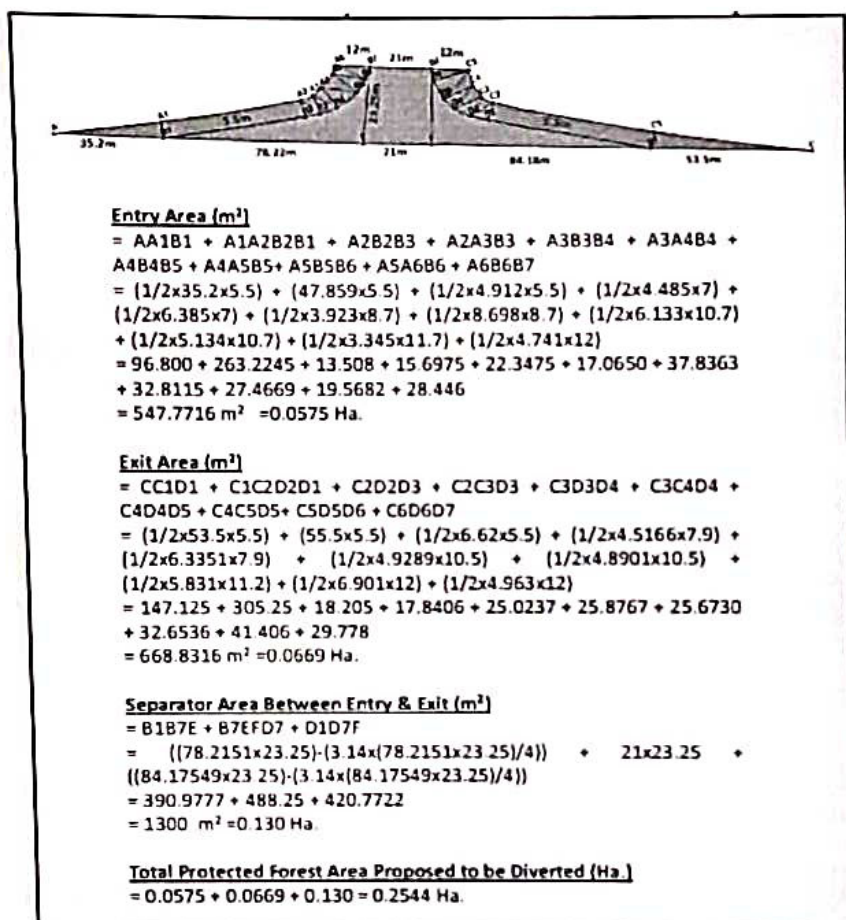 12m 21m 12m
23.25m
5.5m
35.2m 78.22m 21m 84.18m 53.5m
Entry Area (m²)
= AA1B1 + A1A2B2B1 + A2B2B3 + A2A3B3 + A3B3B4 + A3A4B4 +
A4B4B5 + A4A5B5+ A5B5B6 + A5A6B6 + A6B6B7
= (1/2x35.2x5.5) + (47.859x5.5) + (1/2x4.912x5.5) + (1/2x4.485x7) +
(1/2x6.385x7) + (1/2x3.923x8.7) + (1/2x8.698x8.7) + (1/2x6.133x10.7)
+ (1/2x5.134x10.7) + (1/2x3.345x11.7) + (1/2x4.741x12)
= 96.800 + 263.2245 + 13.508 + 15.6975 + 22.3475 + 17.0650 + 37.8363
+ 32.8115 + 27.4669 + 19.5682 + 28.446
= 547.7716 m² =0.0575 Ha.
Exit Area (m²)
= CC1D1 + C1C2D2D1 + C2D2D3 + C2C3D3 + C3D3D4 + C3C4D4 +
C4D4D5 + C4C5D5+ C5D5D6 + C6D6D7
= (1/2x53.5x5.5) + (55.5x5.5) + (1/2x6.62x5.5) + (1/2x4.5166x7.9) +
(1/2x6.3351x7.9) + (1/2x4.9289x10.5) + (1/2x4.8901x10.5) +
(1/2x5.831x11.2) + (1/2x6.901x12) + (1/2x4.963x12)
= 147.125 + 305.25 + 18.205 + 17.8406 + 25.0237 + 25.8767 + 25.6730
+ 32.6536 + 41.406 + 29.778
= 668.8316 m² =0.0669 Ha.
Separator Area Between Entry & Exit (m²)
= B1B7E + B7EFD7 + D1D7F
= ((78.2151x23.25)-(3.14x(78.2151x23.25)/4)) + 21x23.25 +
((84.17549x23.25)-(3.14x(84.17549x23.25)/4))
= 390.9777 + 488.25 + 420.7722
= 1300 m² =0.130 Ha.
Total Protected Forest Area Proposed to be Diverted (Ha.)
= 0.0575 + 0.0669 + 0.130 = 0.2544 Ha.